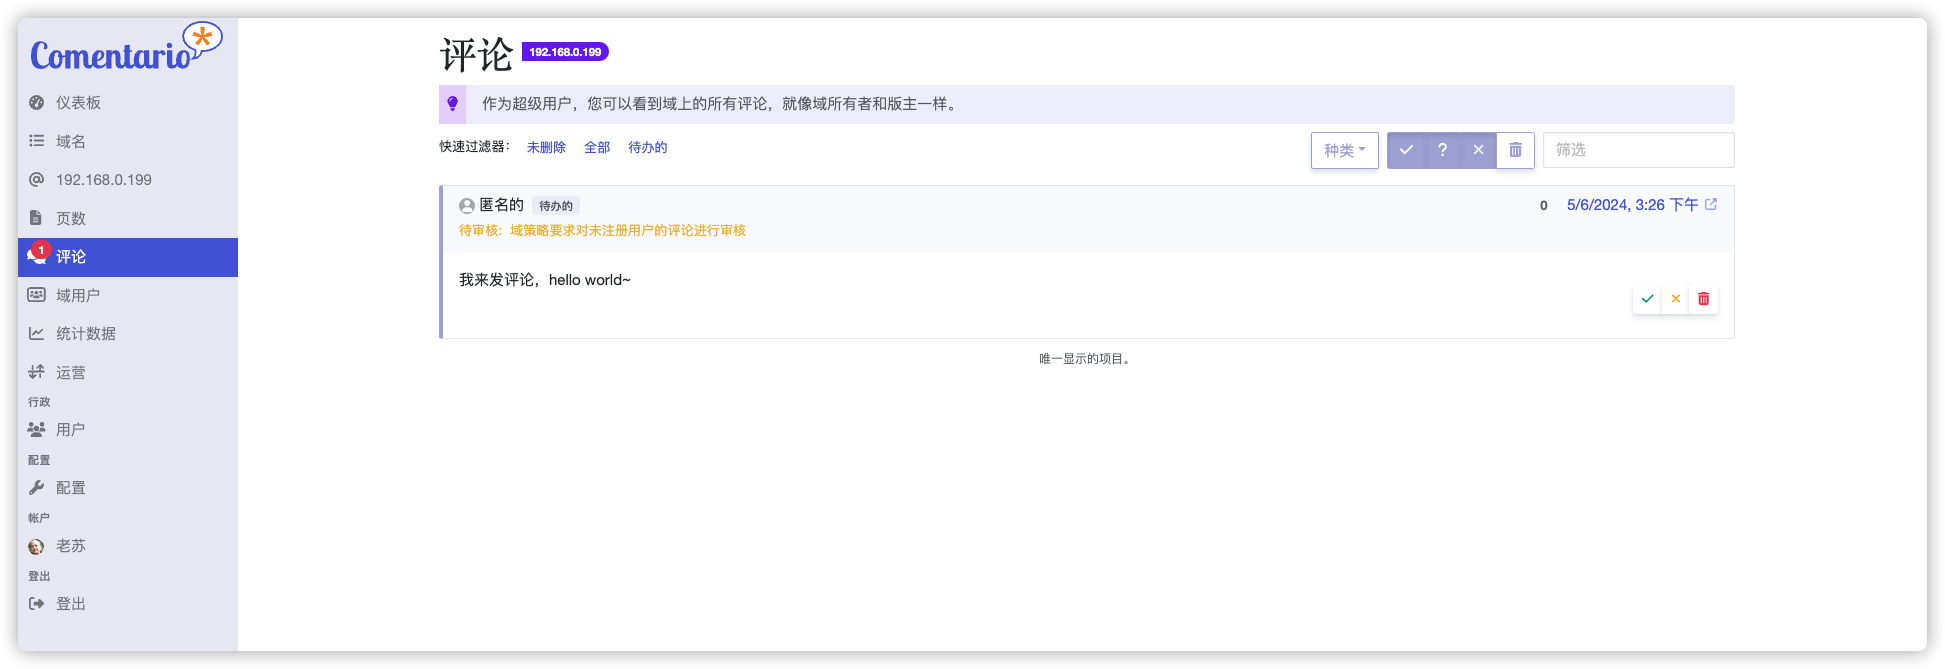 Comentario
仪表板
域名
192.168.0.199
页数
1
评论
域用户
统计数据
运营
行政
用户
配置
配置
帐户
老苏
登出
登出
评论 192.168.0.199
作为超级用户，您可以看到域上的所有评论，就像域所有者和版主一样。
快速过滤器： 未删除 全部 待办的 种类 ? 筛选
匿名的 待办的 0 5/6/2024, 3:26 下午
待审核：域策略要求对未注册用户的评论进行审核
我来发评论，hello world~
唯一显示的项目。